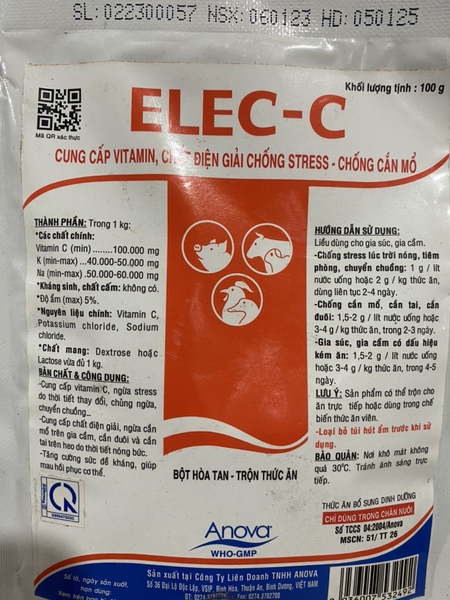 SL: 022300057 NSX: 060123 HD: 050125
Mã QR xác thực
Khối lượng tịnh : 100 g
ELEC-C
CUNG CẤP VITAMIN, CHẤT ĐIỆN GIẢI CHỐNG STRESS - CHỐNG CẮN MỔ
THÀNH PHẦN: Trong 1 kg:
*Các chất chính:
Vitamin C (min) .......100.000 mg
K (min-max) ...40.000-50.000 mg
Na (min-max) .50.000-60.000 mg
*Kháng sinh, chất cấm: không có.
*Độ ẩm (max) 5%.
*Nguyên liệu chính: Vitamin C,
Potassium chloride, Sodium
chloride.
*Chất mang: Dextrose hoặc
Lactose vừa đủ 1 kg.
BẢN CHẤT & CÔNG DỤNG:
-Cung cấp vitamin C, ngừa stress
do thời tiết thay đổi, chủng ngừa,
chuyển chuồng...
-Cung cấp chất điện giải, ngừa cắn
mổ trên gia cầm, cắn đuôi và cắn
tai trên heo do thời tiết nóng bức.
-Tăng cường sức đề kháng, giúp
mau hồi phục cơ thể.
HƯỚNG DẪN SỬ DỤNG:
Liều dùng cho gia súc, gia cầm.
-Chống stress lúc trời nóng, tiêm
phòng, chuyển chuồng: 1 g / lít
nước uống hoặc 2 g / kg thức ăn,
dùng liên tục 2-4 ngày.
-Chống cắn mổ, cắn tai, cắn
đuôi: 1,5-2 g / lít nước uống hoặc
3-4 g / kg thức ăn, trong 2-3 ngày.
-Gia súc, gia cầm có dấu hiệu
kém ăn: 1,5-2 g / lít nước uống
hoặc 3-4 g / kg thức ăn, trong 4-5
ngày.
LƯU Ý: Sản phẩm có thể trộn cho
ăn trực tiếp hoặc dùng trong chế
biến thức ăn viên.
-Loại bỏ túi hút ẩm trước khi sử
dụng.
BẢO QUẢN: Nơi khô mát không
quá 30°C. Tránh ánh sáng trực
tiếp.
BỘT HÒA TAN - TRỘN THỨC ĂN
THỨC ĂN BỔ SUNG DINH DƯỠNG
CHỈ DÙNG TRONG CHĂN NUÔI
Số TCCS 04:2004/Anova
MSCN: 51/ TT 26
Anova
WHO-GMP
Số lô, ngày sản xuất,
hạn dùng:
Sản xuất tại Công Ty Liên Doanh TNHH ANOVA
Số 36 Đại Lộ Độc Lập, VSIP, Bình Hòa, Thuận An, Bình Dương, VIỆT NAM
Fax: 0274.3782700